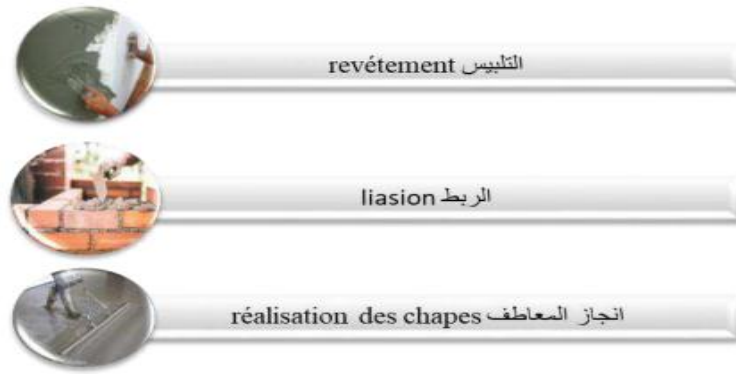 التلبيس revétement
الربط liasion
انجاز المعاطف réalisation des chapes